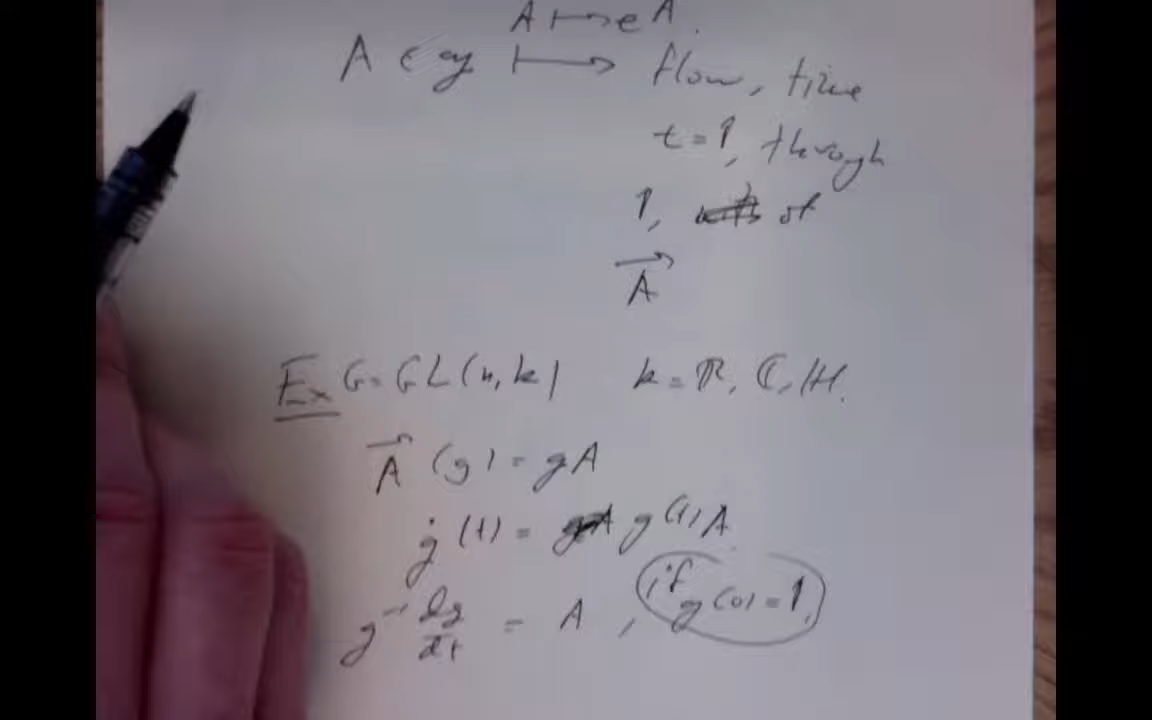 A ↦ e^A.
A ∈ 𝔤 ⟼ flow, time
t = 1, through
1, of
→A
Ex G = GL(n, k) k = ℝ, ℂ, ℍ.
→A (g) = gA
ġ(t) = g(t)A
g⁻¹ dg/dt = A, if g(0) = 1,